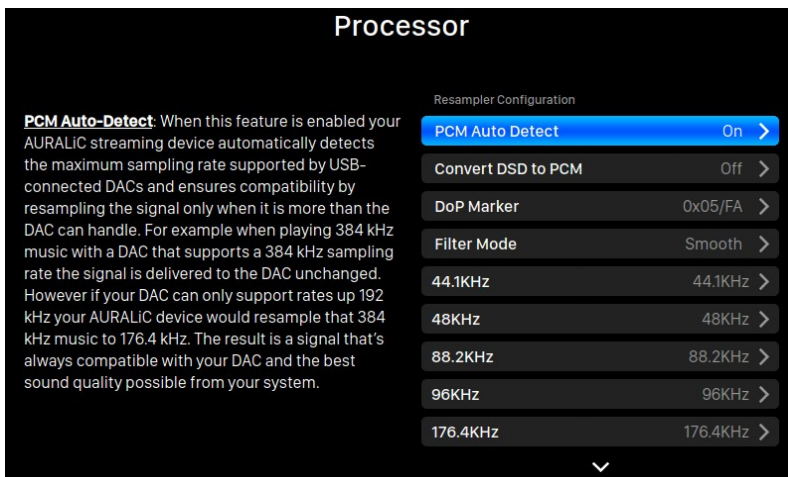 Processor
PCM Auto-Detect: When this feature is enabled your
AURALiC streaming device automatically detects
the maximum sampling rate supported by USB-
connected DACs and ensures compatibility by
resampling the signal only when it is more than the
DAC can handle. For example when playing 384 kHz
music with a DAC that supports a 384 kHz sampling
rate the signal is delivered to the DAC unchanged.
However if your DAC can only support rates up 192
kHz your AURALiC device would resample that 384
kHz music to 176.4 kHz. The result is a signal that's
always compatible with your DAC and the best
sound quality possible from your system.
Resampler Configuration
PCM Auto Detect On
Convert DSD to PCM Off
DoP Marker 0x05/FA
Filter Mode Smooth
44.1KHz 44.1KHz
48KHz 48KHz
88.2KHz 88.2KHz
96KHz 96KHz
176.4KHz 176.4KHz